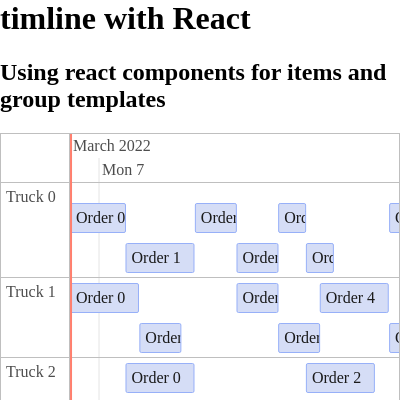 timline with React
Using react components for items and
group templates
March 2022
Mon 7
Truck 0
Order 0
Order
Ord
O
Order 1
Order
Ord
Truck 1
Order 0
Order
Order 4
Order
Order
O
Truck 2
Order 0
Order 2